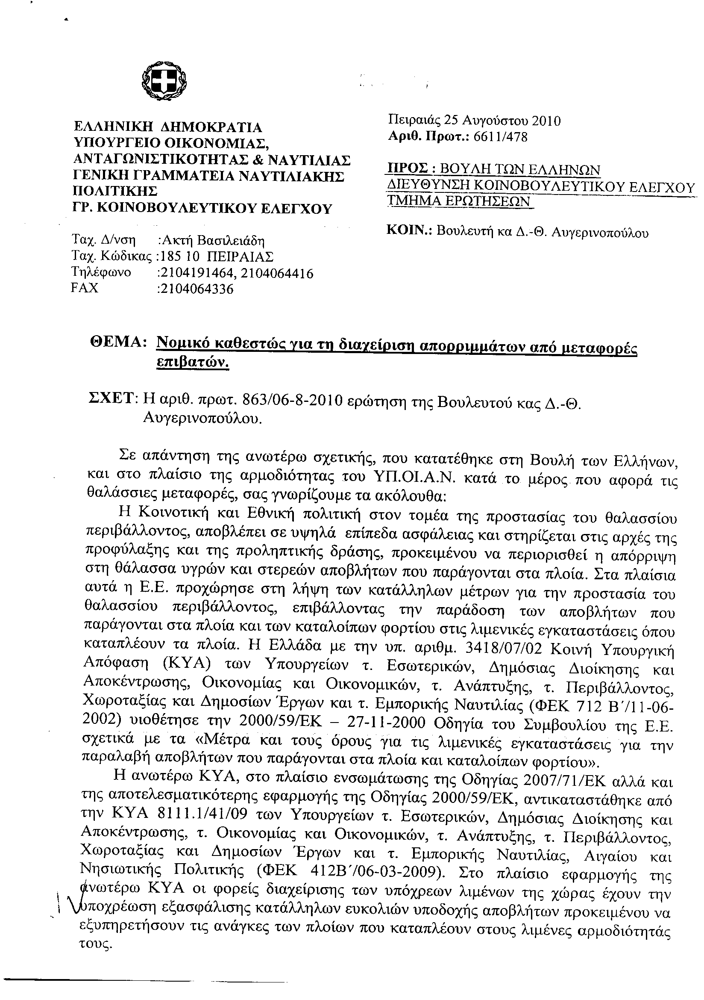 ΕΛΛΗΝΙΚΗ ΔΗΜΟΚΡΑΤΙΑ
ΥΠΟΥΡΓΕΙΟ ΟΙΚΟΝΟΜΙΑΣ,
ΑΝΤΑΓΩΝΙΣΤΙΚΟΤΗΤΑΣ & ΝΑΥΤΙΛΙΑΣ
ΓΕΝΙΚΗ ΓΡΑΜΜΑΤΕΙΑ ΝΑΥΤΙΛΙΑΚΗΣ
ΠΟΛΙΤΙΚΗΣ
ΓΡ. ΚΟΙΝΟΒΟΥΛΕΥΤΙΚΟΥ ΕΛΕΓΧΟΥ
Ταχ. Δ/νση :Ακτή Βασιλειάδη
Ταχ. Κώδικας :185 10 ΠΕΙΡΑΙΑΣ
Τηλέφωνο :2104191464, 2104064416
FAX :2104064336
Πειραιάς 25 Αυγούστου 2010
Αριθ. Πρωτ.: 6611/478
ΠΡΟΣ : ΒΟΥΛΗ ΤΩΝ ΕΛΛΗΝΩΝ
ΔΙΕΥΘΥΝΣΗ ΚΟΙΝΟΒΟΥΛΕΥΤΙΚΟΥ ΕΛΕΓΧΟΥ
ΤΜΗΜΑ ΕΡΩΤΗΣΕΩΝ
ΚΟΙΝ.: Βουλευτή κα Δ.-Θ. Αυγερινοπούλου
ΘΕΜΑ: Νομικό καθεστώς για τη διαχείριση απορριμμάτων από μεταφορές
επιβατών.
ΣΧΕΤ: Η αριθ. πρωτ. 863/06-8-2010 ερώτηση της Βουλευτού κας Δ.-Θ.
Αυγερινοπούλου.
Σε απάντηση της ανωτέρω σχετικής, που κατατέθηκε στη Βουλή των Ελλήνων,
και στο πλαίσιο της αρμοδιότητας του ΥΠ.ΟΙ.Α.Ν. κατά το μέρος που αφορά τις
θαλάσσιες μεταφορές, σας γνωρίζουμε τα ακόλουθα:
Η Κοινοτική και Εθνική πολιτική στον τομέα της προστασίας του θαλασσίου
περιβάλλοντος, αποβλέπει σε υψηλά επίπεδα ασφάλειας και στηρίζεται στις αρχές της
προφύλαξης και της προληπτικής δράσης, προκειμένου να περιορισθεί η απόρριψη
στη θάλασσα υγρών και στερεών αποβλήτων που παράγονται στα πλοία. Στα πλαίσια
αυτά η Ε.Ε. προχώρησε στη λήψη των κατάλληλων μέτρων για την προστασία του
θαλασσίου περιβάλλοντος, επιβάλλοντας την παράδοση των αποβλήτων που
παράγονται στα πλοία και των καταλοίπων φορτίου στις λιμενικές εγκαταστάσεις όπου
καταπλέουν τα πλοία. Η Ελλάδα με την υπ. αριθμ. 3418/07/02 Κοινή Υπουργική
Απόφαση (ΚΥΑ) των Υπουργείων τ. Εσωτερικών, Δημόσιας Διοίκησης και
Αποκέντρωσης, Οικονομίας και Οικονομικών, τ. Ανάπτυξης, τ. Περιβάλλοντος,
Χωροταξίας και Δημοσίων Έργων και τ. Εμπορικής Ναυτιλίας (ΦΕΚ 712 Β΄/11-06-
2002) υιοθέτησε την 2000/59/ΕΚ – 27-11-2000 Οδηγία του Συμβουλίου της Ε.Ε.
σχετικά με τα «Μέτρα και τους όρους για τις λιμενικές εγκαταστάσεις για την
παραλαβή αποβλήτων που παράγονται στα πλοία και καταλοίπων φορτίου».
Η ανωτέρω ΚΥΑ, στο πλαίσιο ενσωμάτωσης της Οδηγίας 2007/71/ΕΚ αλλά και
της αποτελεσματικότερης εφαρμογής της Οδηγίας 2000/59/ΕΚ, αντικαταστάθηκε από
την ΚΥΑ 8111.1/41/09 των Υπουργείων τ. Εσωτερικών, Δημόσιας Διοίκησης και
Αποκέντρωσης, τ. Οικονομίας και Οικονομικών, τ. Ανάπτυξης, τ. Περιβάλλοντος,
Χωροταξίας και Δημοσίων Έργων και τ. Εμπορικής Ναυτιλίας, Αιγαίου και
Νησιωτικής Πολιτικής (ΦΕΚ 412Β΄/06-03-2009). Στο πλαίσιο εφαρμογής της
ανωτέρω ΚΥΑ οι φορείς διαχείρισης των υπόχρεων λιμένων της χώρας έχουν την
υποχρέωση εξασφάλισης κατάλληλων ευκολιών υποδοχής αποβλήτων προκειμένου να
εξυπηρετήσουν τις ανάγκες των πλοίων που καταπλέουν στους λιμένες αρμοδιότητάς
τους.